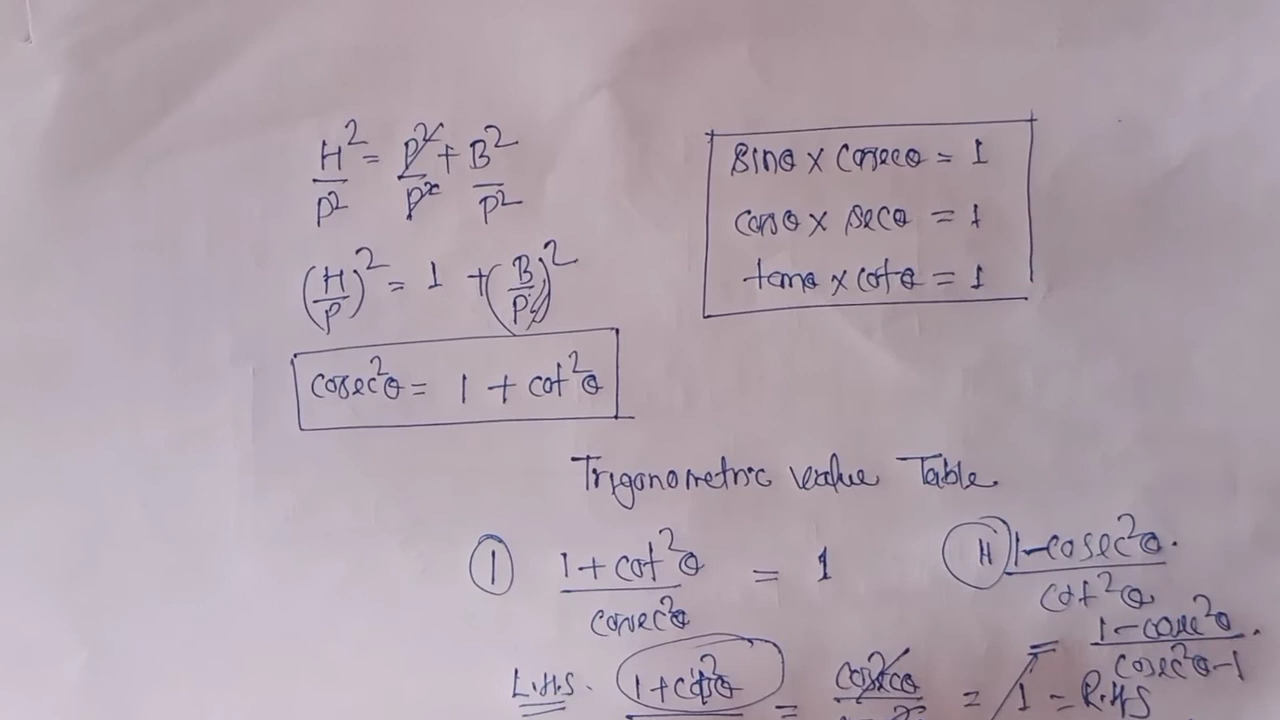 H²/P² = P²/P² + B²/P²
(H/P)² = 1 + (B/P)²
cosec²θ = 1 + cot²θ
sinθ × cosecθ = 1
cosθ × secθ = 1
tanθ × cotθ = 1
Trigonometric value Table
① (1 + cot²θ)/cosec²θ = 1
(1 - cosec²θ)/cot²θ.
= (1 - cosec²θ)/(cosec²θ - 1).
L.H.S. 1 + cot²θ = cosec²θ = 1 = R.H.S